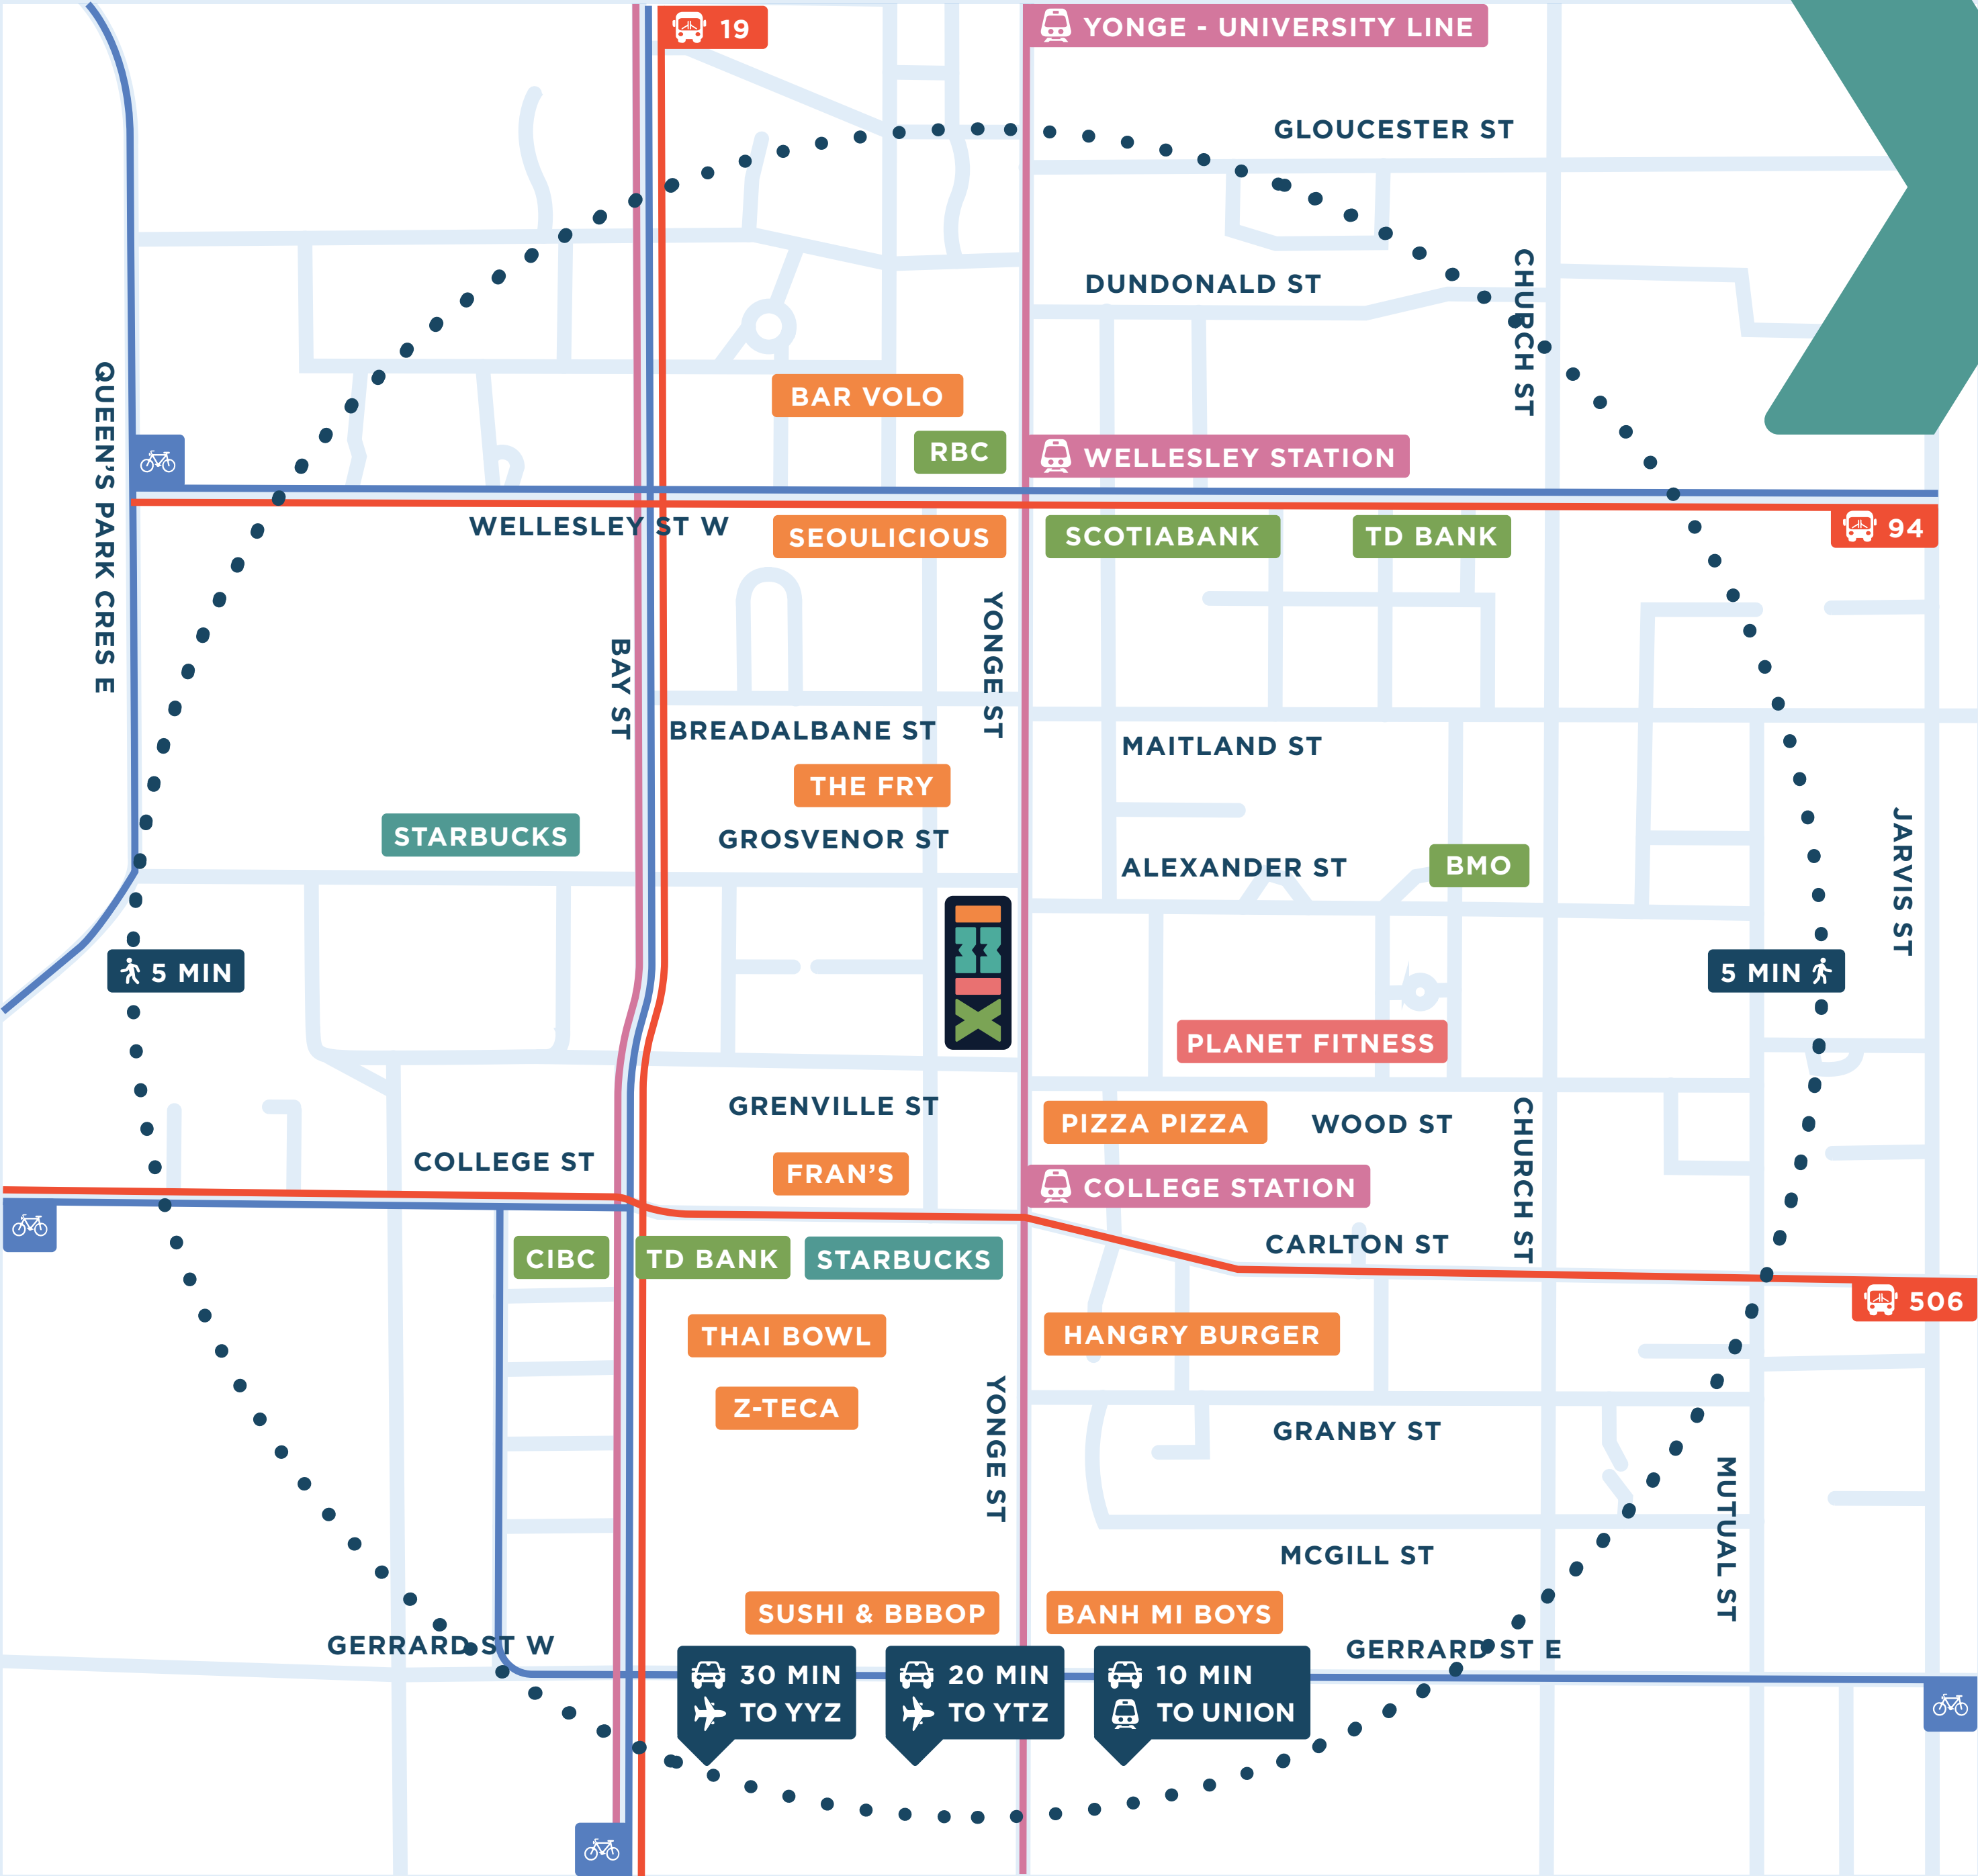 19
YONGE - UNIVERSITY LINE
GLOUCESTER ST
DUNDONALD ST
CHURCH ST
QUEEN'S PARK CRES E
BAR VOLO
RBC
WELLESLEY STATION
WELLESLEY ST W
SEOULICIOUS
SCOTIABANK
TD BANK
94
YONGE ST
BAY ST
BREADALBANE ST
MAITLAND ST
THE FRY
STARBUCKS
GROSVENOR ST
ALEXANDER ST
BMO
JARVIS ST
33
X
5 MIN
5 MIN
PLANET FITNESS
GRENVILLE ST
PIZZA PIZZA
WOOD ST
CHURCH ST
COLLEGE ST
FRAN'S
COLLEGE STATION
CARLTON ST
CIBC
TD BANK
STARBUCKS
506
THAI BOWL
HANGRY BURGER
Z-TECA
YONGE ST
GRANBY ST
MUTUAL ST
MCGILL ST
SUSHI & BBBOP
BANH MI BOYS
GERRARD ST W
GERRARD ST E
30 MIN
TO YYZ
20 MIN
TO YTZ
10 MIN
TO UNION